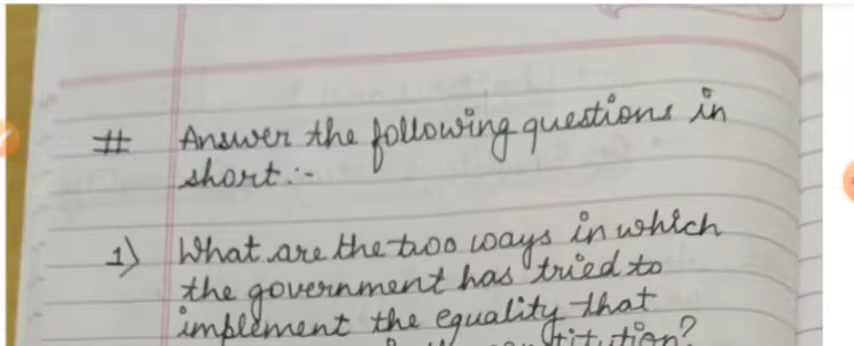 # Answer the following questions in
short:-
1) What are the two ways in which
the government has tried to
implement the equality that
constitution?